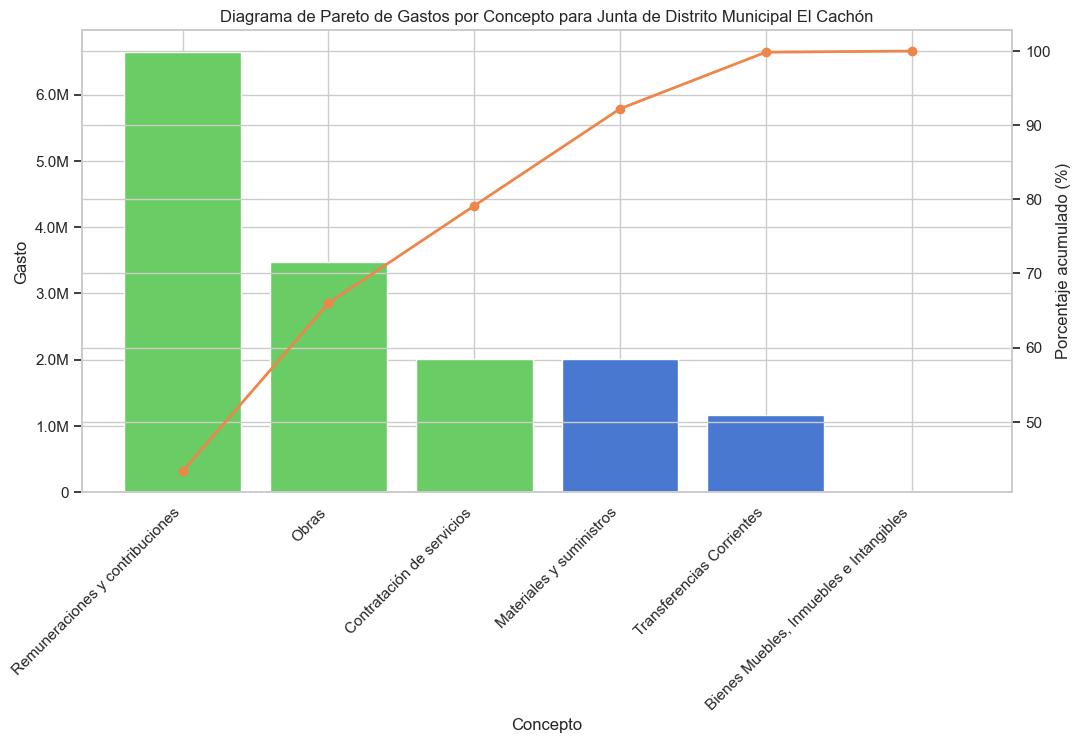 Diagrama de Pareto de Gastos por Concepto para Junta de Distrito Municipal El Cachón
Gasto
6.0M
5.0M
4.0M
3.0M
2.0M
1.0M
0
100
90
80
70
60
50
Porcentaje acumulado (%)
Remuneraciones y contribuciones
Obras
Contratación de servicios
Materiales y suministros
Transferencias Corrientes
Bienes Muebles, Inmuebles e Intangibles
Concepto